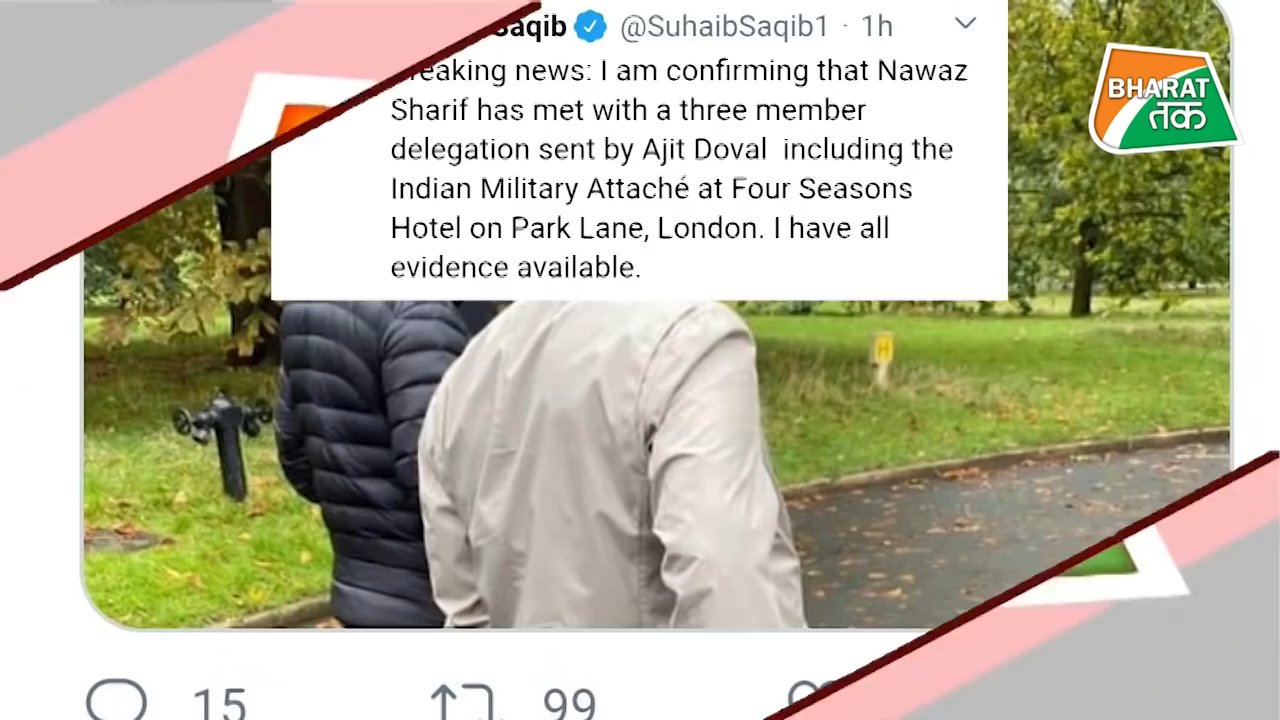 Saqib @SuhaibSaqib1 · 1h
reaking news: I am confirming that Nawaz
Sharif has met with a three member
delegation sent by Ajit Doval including the
Indian Military Attaché at Four Seasons
Hotel on Park Lane, London. I have all
evidence available.
BHARAT
तक
H
15 99